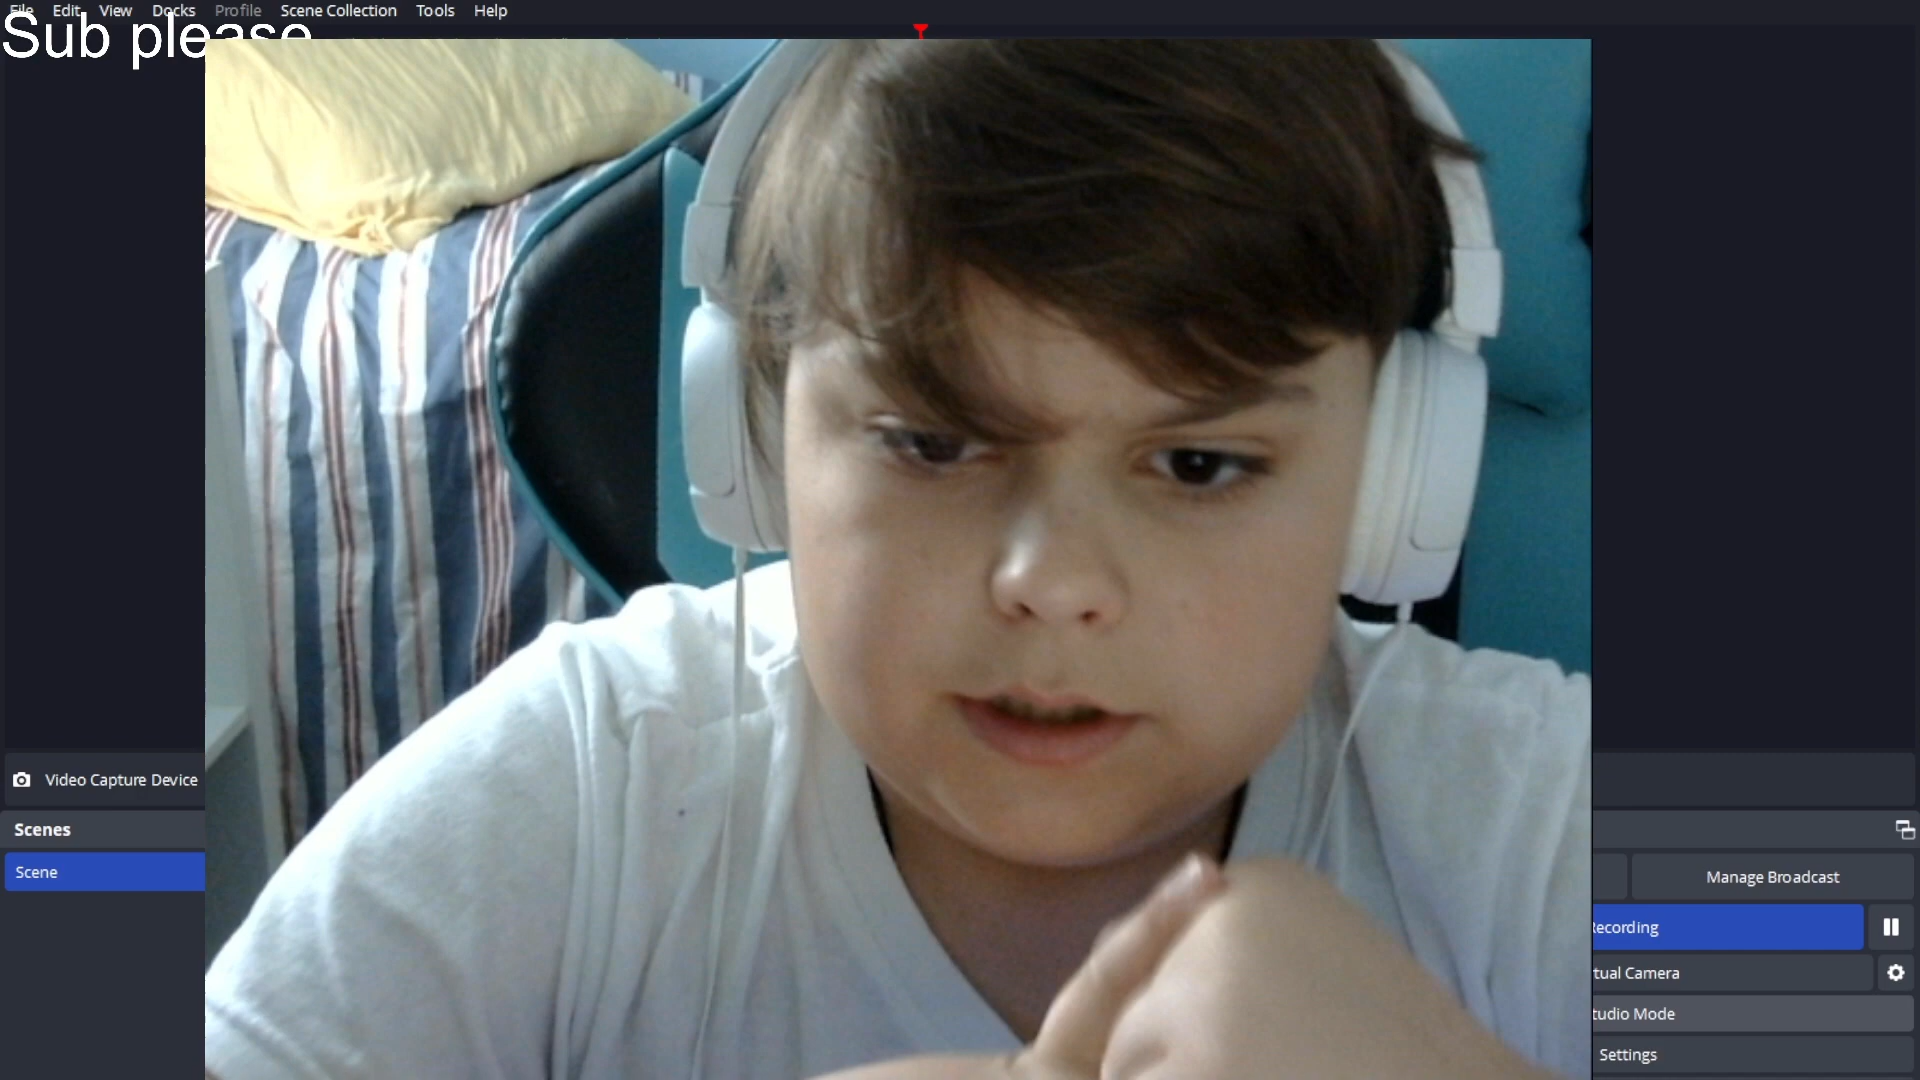 File Edit View Docks Profile Scene Collection Tools Help
Sub please
Video Capture Device
Scenes
Scene
Manage Broadcast
Recording
tual Camera
tudio Mode
Settings